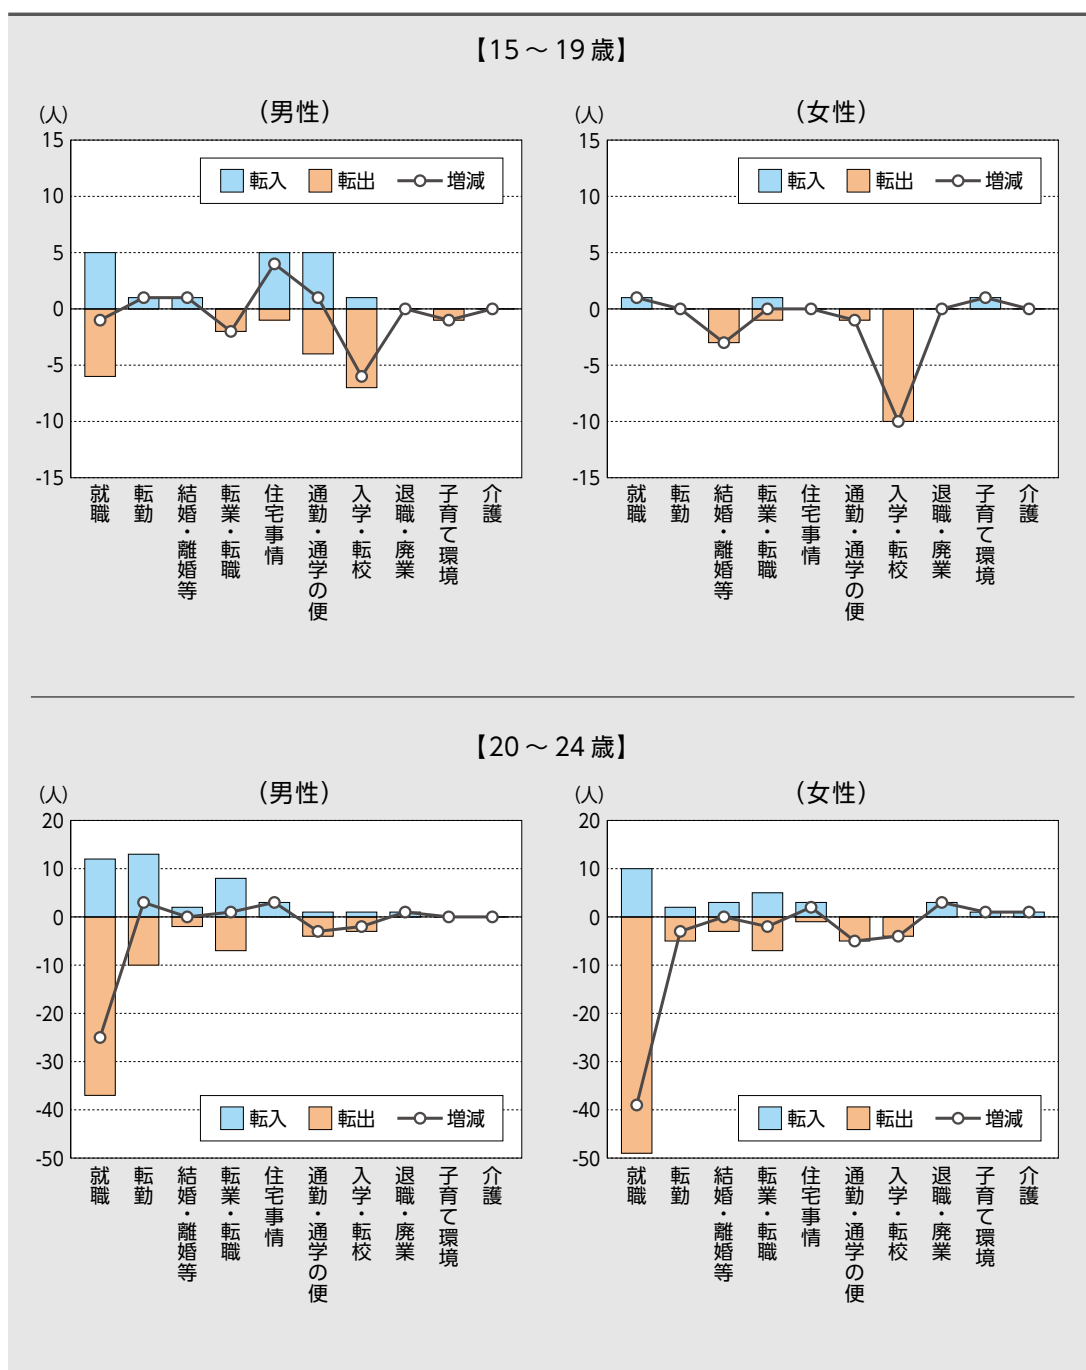 【15～19歳】
（男性）
（人）
15
10
5
0
-5
-10
-15
転入 転出 増減
就職
転勤
結婚・離婚等
転業・転職
住宅事情
通勤・通学の便
入学・転校
退職・廃業
子育て環境
介護
（女性）
（人）
15
10
5
0
-5
-10
-15
転入 転出 増減
就職
転勤
結婚・離婚等
転業・転職
住宅事情
通勤・通学の便
入学・転校
退職・廃業
子育て環境
介護
【20～24歳】
（男性）
（人）
20
10
0
-10
-20
-30
-40
-50
転入 転出 増減
就職
転勤
結婚・離婚等
転業・転職
住宅事情
通勤・通学の便
入学・転校
退職・廃業
子育て環境
介護
（女性）
（人）
20
10
0
-10
-20
-30
-40
-50
転入 転出 増減
就職
転勤
結婚・離婚等
転業・転職
住宅事情
通勤・通学の便
入学・転校
退職・廃業
子育て環境
介護